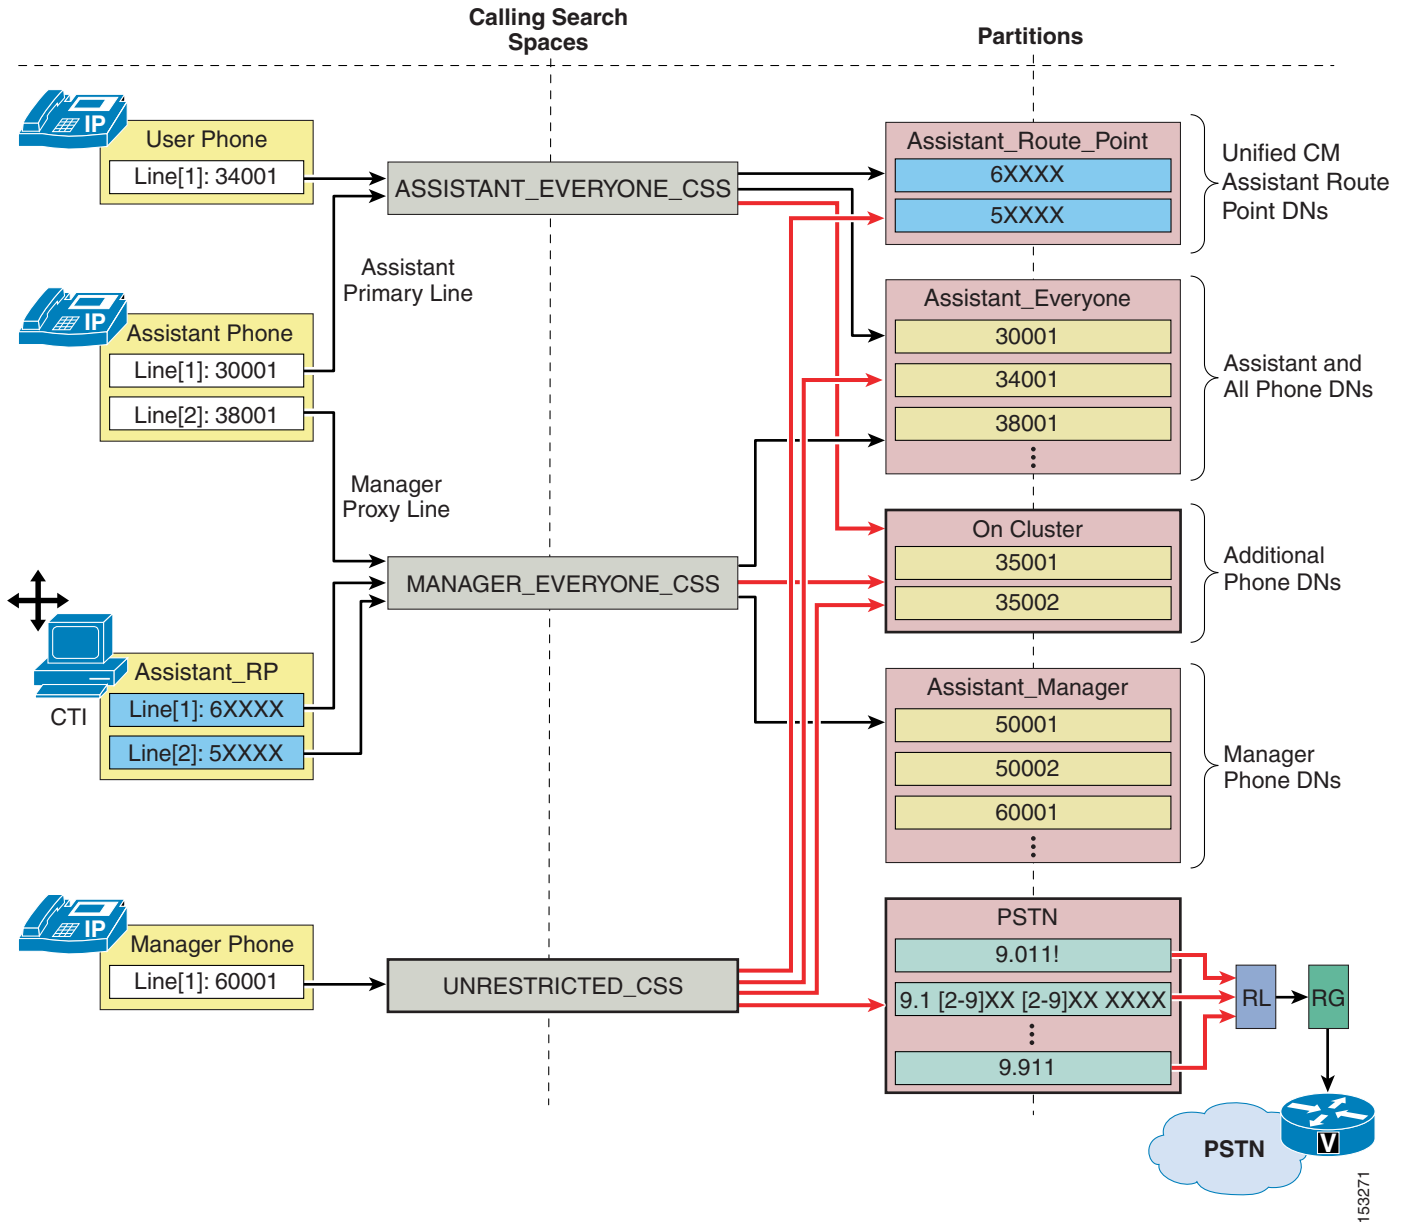 Calling Search
Spaces
Partitions
IP
User Phone
Line[1]: 34001
ASSISTANT_EVERYONE_CSS
Assistant_Route_Point
6XXXX
5XXXX
Unified CM
Assistant Route
Point DNs
Assistant
Primary Line
IP
Assistant Phone
Line[1]: 30001
Line[2]: 38001
Assistant_Everyone
30001
34001
38001
Assistant and
All Phone DNs
Manager
Proxy Line
MANAGER_EVERYONE_CSS
On Cluster
35001
35002
Additional
Phone DNs
CTI
Assistant_RP
Line[1]: 6XXXX
Line[2]: 5XXXX
Assistant_Manager
50001
50002
60001
Manager
Phone DNs
IP
Manager Phone
Line[1]: 60001
UNRESTRICTED_CSS
PSTN
9.011!
9.1 [2-9]XX [2-9]XX XXXX
9.911
RL
RG
PSTN
V
153271